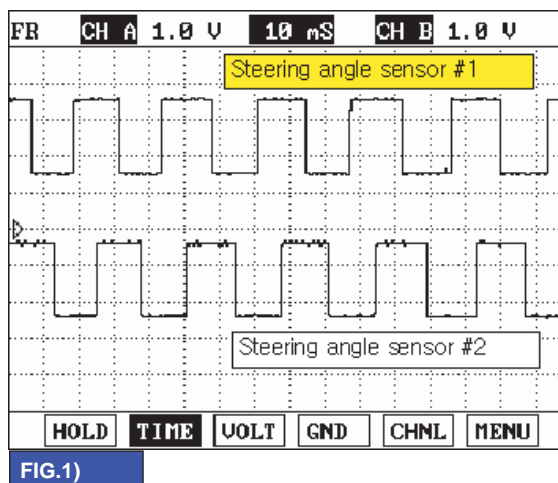 FR CH A 1.0 V 10 mS CH B 1.0 V
Steering angle sensor #1
Steering angle sensor #2
HOLD TIME VOLT GND CHNL MENU
FIG.1)